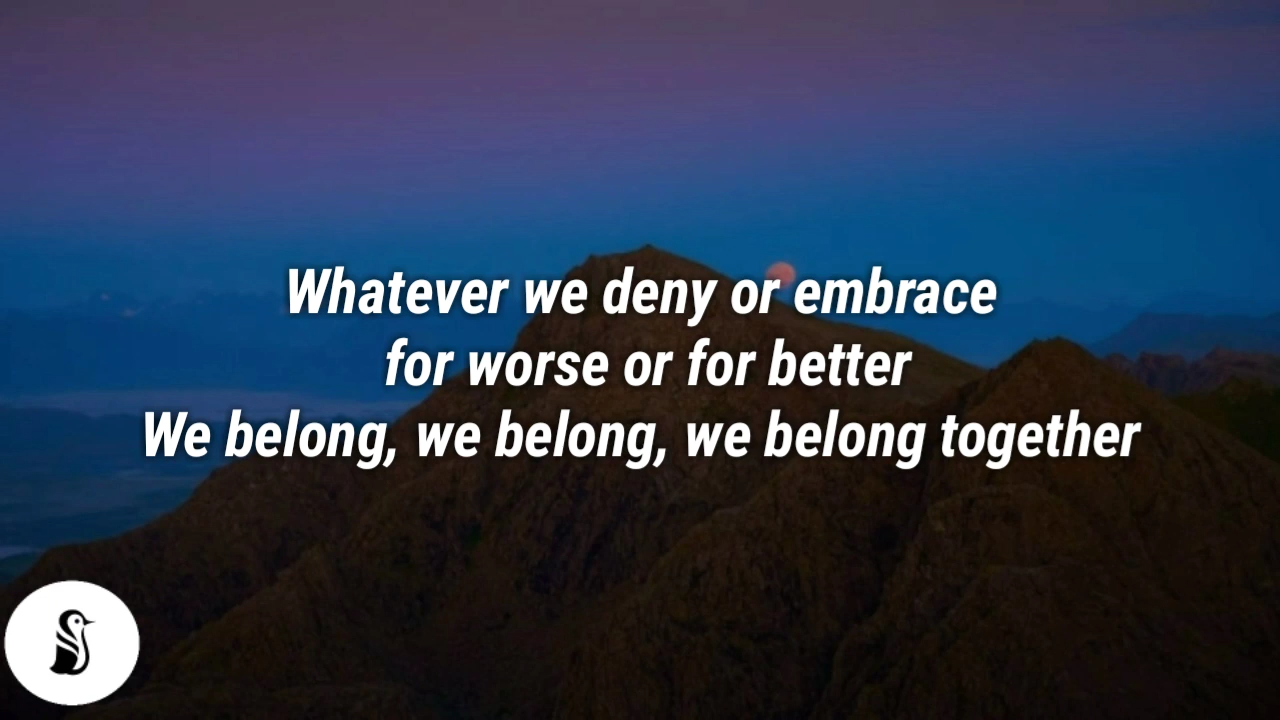 Whatever we deny or embrace
for worse or for better
We belong, we belong, we belong together